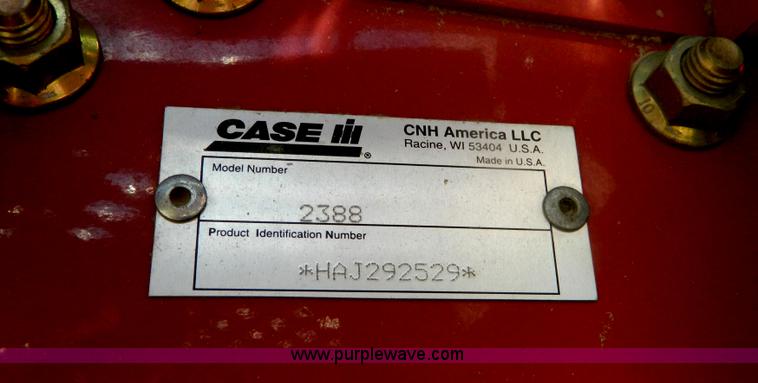 CASE IH ®
CNH America LLC
Racine, WI 53404 U.S.A.
Made in U.S.A.
Model Number
2388
Product Identification Number
*HAJ292529*
10
www.purplewave.com